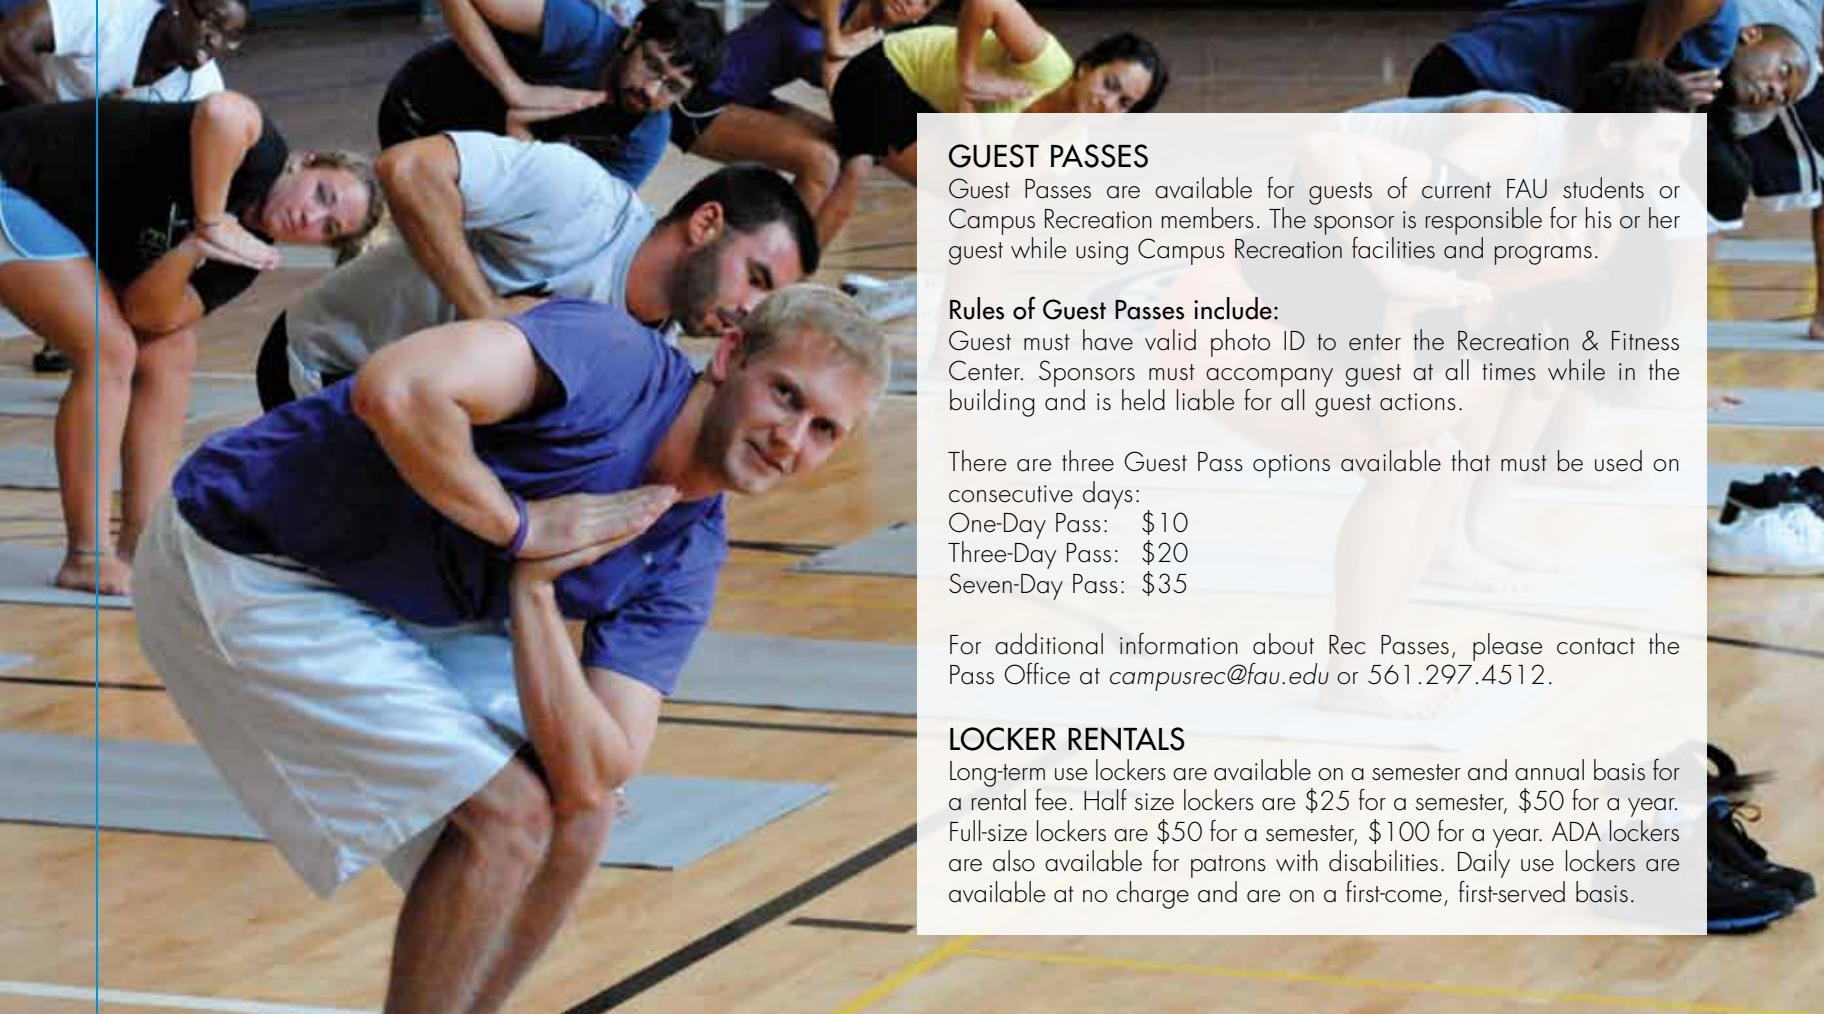 GUEST PASSES
Guest Passes are available for guests of current FAU students or
Campus Recreation members. The sponsor is responsible for his or her
guest while using Campus Recreation facilities and programs.
Rules of Guest Passes include:
Guest must have valid photo ID to enter the Recreation & Fitness
Center. Sponsors must accompany guest at all times while in the
building and is held liable for all guest actions.
There are three Guest Pass options available that must be used on
consecutive days:
One-Day Pass: $10
Three-Day Pass: $20
Seven-Day Pass: $35
For additional information about Rec Passes, please contact the
Pass Office at campusrec@fau.edu or 561.297.4512.
LOCKER RENTALS
Long-term use lockers are available on a semester and annual basis for
a rental fee. Half size lockers are $25 for a semester, $50 for a year.
Full-size lockers are $50 for a semester, $100 for a year. ADA lockers
are also available for patrons with disabilities. Daily use lockers are
available at no charge and are on a first-come, first-served basis.